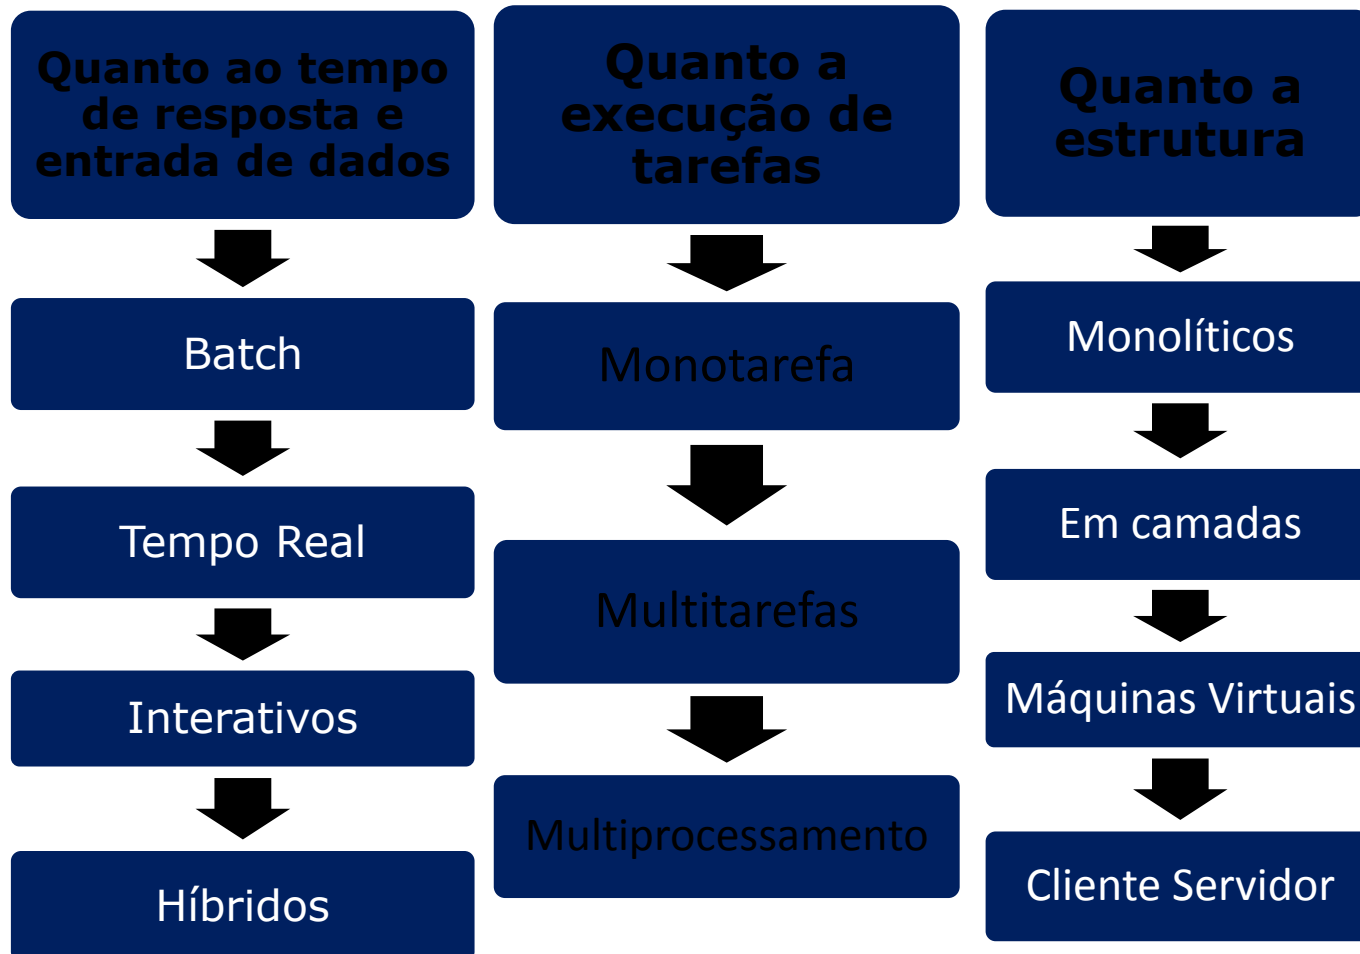 Quanto ao tempo
de resposta e
entrada de dados
Batch
Tempo Real
Interativos
Híbridos
Quanto a
execução de
tarefas
Monotarefa
Multitarefas
Multiprocessamento
Quanto a
estrutura
Monolíticos
Em camadas
Máquinas Virtuais
Cliente Servidor